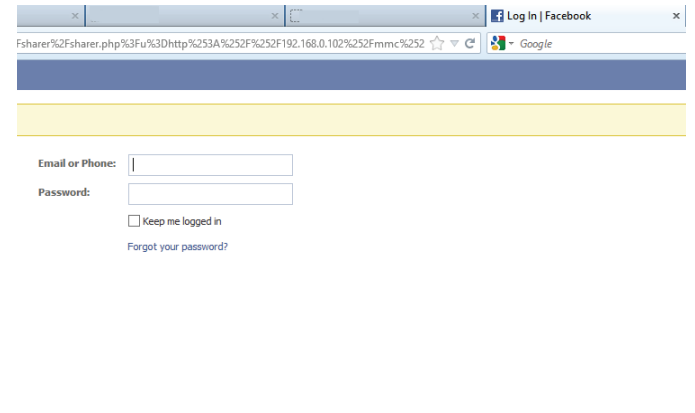 Log In | Facebook
Fsharer%2Fsharer.php%3Fu%3Dhttp%253A%252F%252F192.168.0.102%252Fmmc%252 Google
Email or Phone:
Password:
Keep me logged in
Forgot your password?